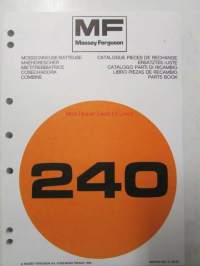 MF
Massey Ferguson
MOISSONNEUSE-BATTEUSE
MAEHDRESCHER
MIETITREBBIATRICE
COSECHADORA
COMBINE
CATALOGUE PIECES DE RECHANGE
ERSATZTEILLISTE
CATALOGO PARTI DI RICAMBIO
LIBRO PIEZAS DE RECAMBIO
PARTS BOOK
240